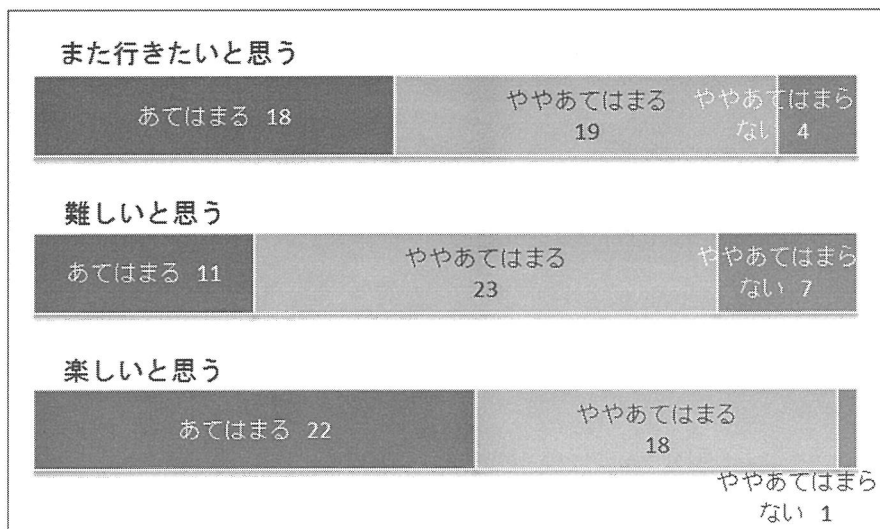 また行きたいと思う
あてはまる 18
ややあてはまる
19
ややあてはまら
ない 4
難しいと思う
あてはまる 11
ややあてはまる
23
ややあてはまら
ない 7
楽しいと思う
あてはまる 22
ややあてはまる
18
ややあてはまら
ない 1